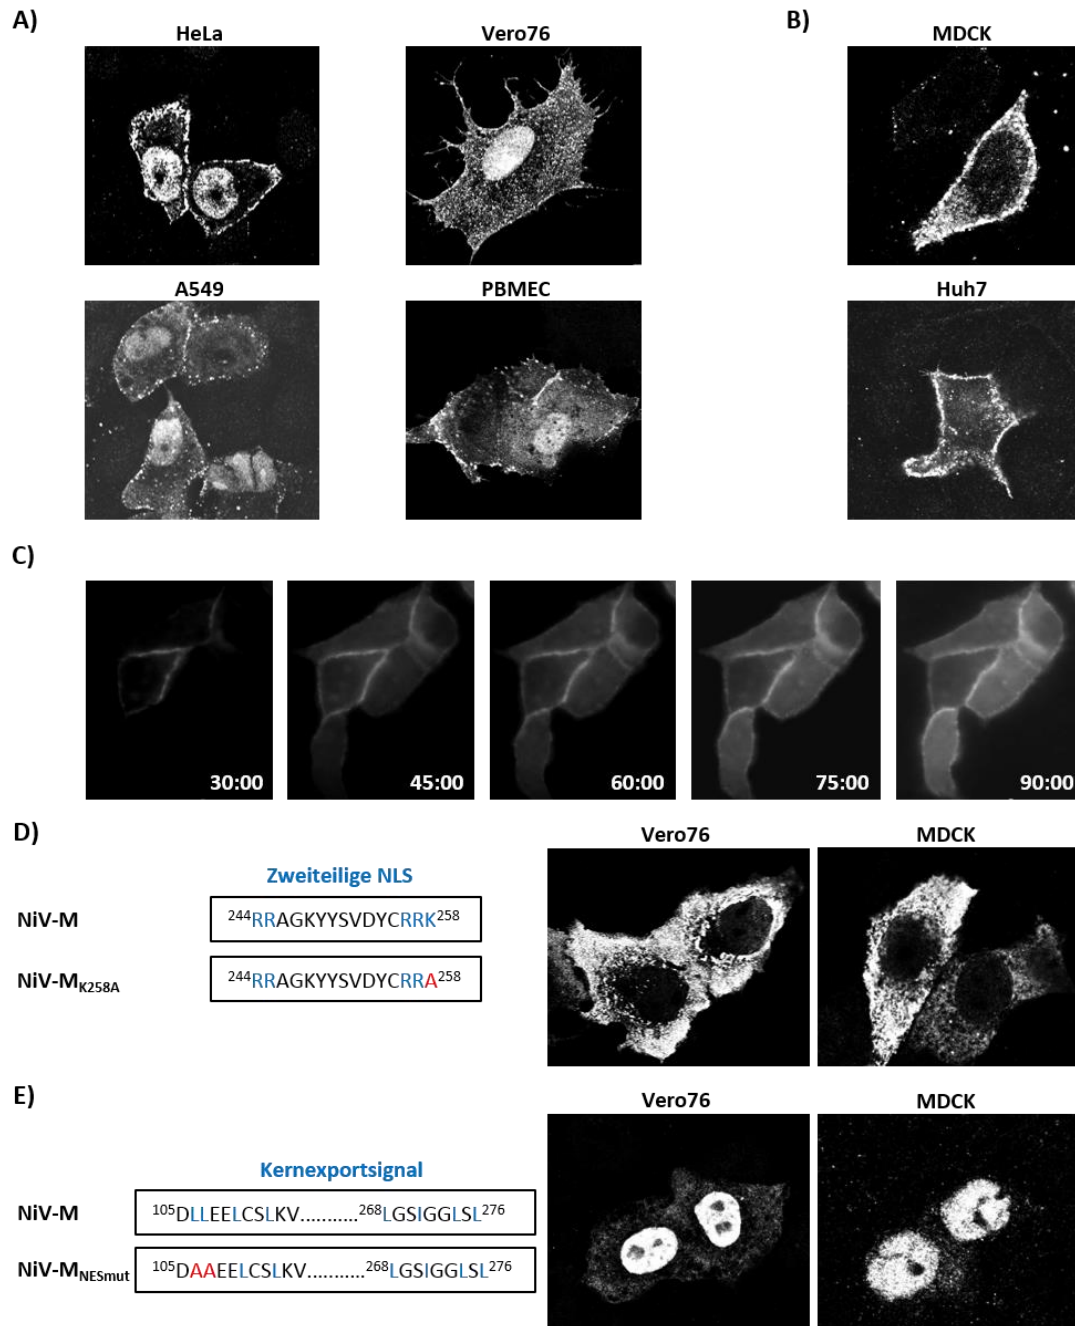 A)
B)
HeLa
Vero76
MDCK
A549
PBMEC
Huh7
C)
30:00
45:00
60:00
75:00
90:00
D)
Vero76
MDCK
Zweiteilige NLS
NiV-M
244RRAGKYYSVDYCRRK258
NiV-MK258A
244RRAGKYYSVDYCRRA258
E)
Vero76
MDCK
Kernexportsignal
NiV-M
105DLLEELCSLKV...........268LGSIGGLSL276
NiV-MNESmut
105DAAEELCSLKV...........268LGSIGGLSL276